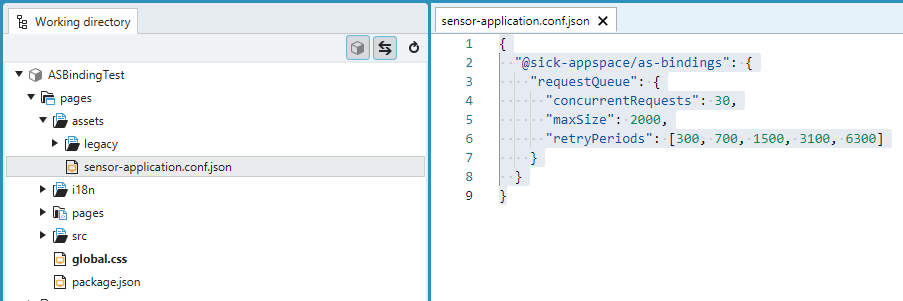 Working directory
ASBindingTest
pages
assets
legacy
sensor-application.conf.json
i18n
pages
src
global.css
package.json
sensor-application.conf.json
1 {
2 "@sick-appspace/as-bindings": {
3 "requestQueue": {
4 "concurrentRequests": 30,
5 "maxSize": 2000,
6 "retryPeriods": [300, 700, 1500, 3100, 6300]
7 }
8 }
9 }